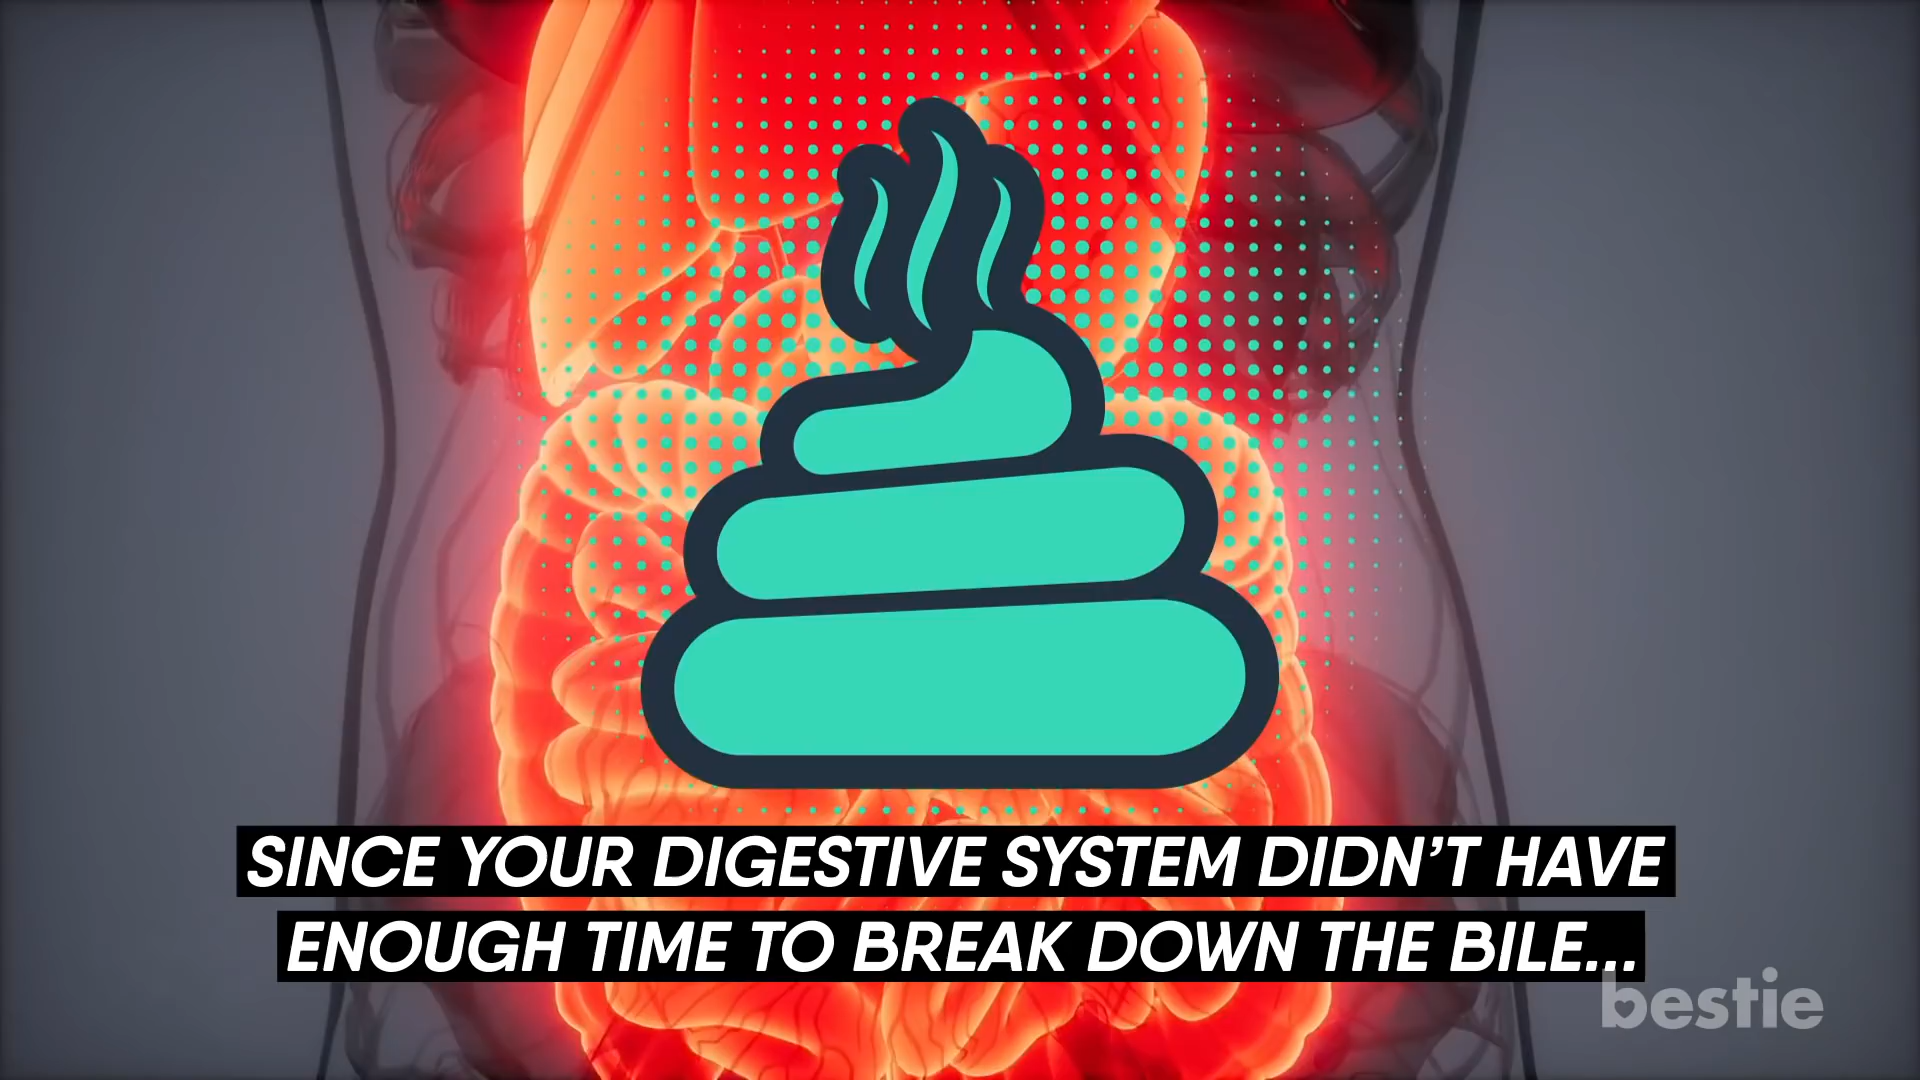 SINCE YOUR DIGESTIVE SYSTEM DIDN’T HAVE
ENOUGH TIME TO BREAK DOWN THE BILE...
bestie